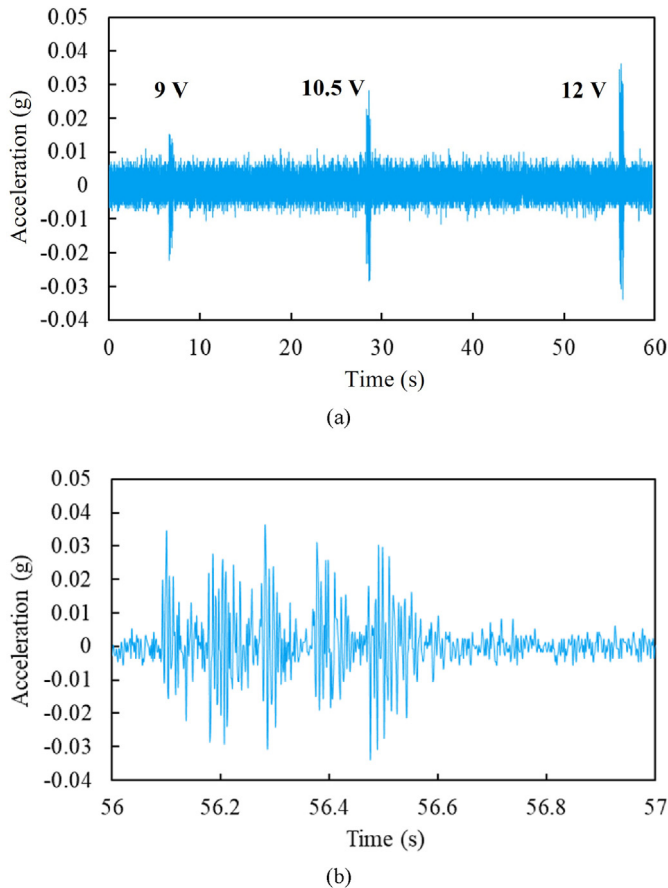 0.05
0.04
0.03
0.02
0.01
0
-0.01
-0.02
-0.03
-0.04
Acceleration (g)
9 V
10.5 V
12 V
0 10 20 30 40 50 60
Time (s)
(a)
0.05
0.04
0.03
0.02
0.01
0
-0.01
-0.02
-0.03
-0.04
Acceleration (g)
56 56.2 56.4 56.6 56.8 57
Time (s)
(b)